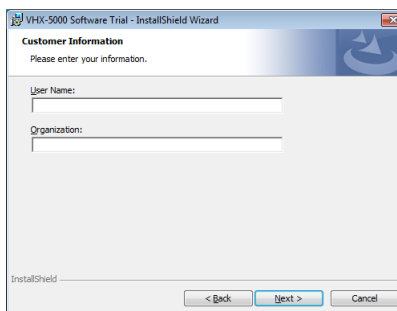 VHX-5000 Software Trial - InstallShield Wizard
Customer Information
Please enter your information.
User Name:
Organization:
InstallShield
< Back
Next >
Cancel